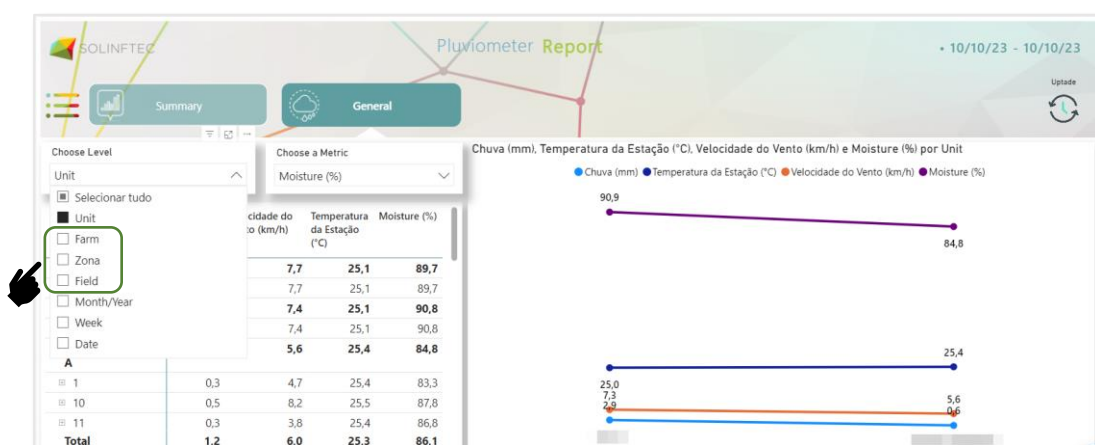 SOLINFTEC
Pluviometer Report
• 10/10/23 - 10/10/23
Uptade
Summary
General
Choose Level
Unit
Selecionar tudo
Unit
Farm
Zona
Field
Month/Year
Week
Date
Choose a Metric
Moisture (%)
cidade do Temperatura Moisture (%)
to (km/h) da Estação
(°C)
7,7 25,1 89,7
7,7 25,1 89,7
7,4 25,1 90,8
7,4 25,1 90,8
5,6 25,4 84,8
A
1 0,3 4,7 25,4 83,3
10 0,5 8,2 25,5 87,8
11 0,3 3,8 25,4 86,8
Total 1,2 6,0 25,3 86,1
Chuva (mm), Temperatura da Estação (°C), Velocidade do Vento (km/h) e Moisture (%) por Unit
Chuva (mm) Temperatura da Estação (°C) Velocidade do Vento (km/h) Moisture (%)
90,9
84,8
25,4
25,0
7,3
2,9
5,6
0,6